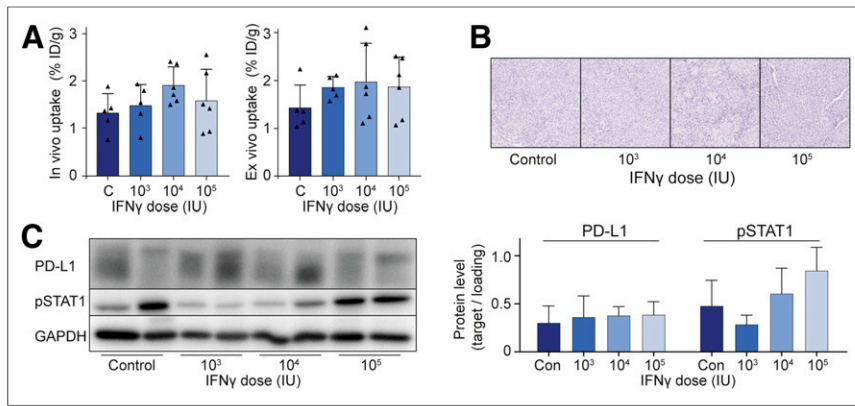 A
In vivo uptake (% ID/g)
3
2
1
0
C 10³ 10⁴ 10⁵
IFNγ dose (IU)
Ex vivo uptake (% ID/g)
3
2
1
0
C 10³ 10⁴ 10⁵
IFNγ dose (IU)
B
Control 10³ 10⁴ 10⁵
IFNγ dose (IU)
C
PD-L1
pSTAT1
GAPDH
Control 10³ 10⁴ 10⁵
IFNγ dose (IU)
PD-L1 pSTAT1
Protein level
(target / loading)
1.0
0.5
0
Con 10³ 10⁴ 10⁵ Con 10³ 10⁴ 10⁵
IFNγ dose (IU)